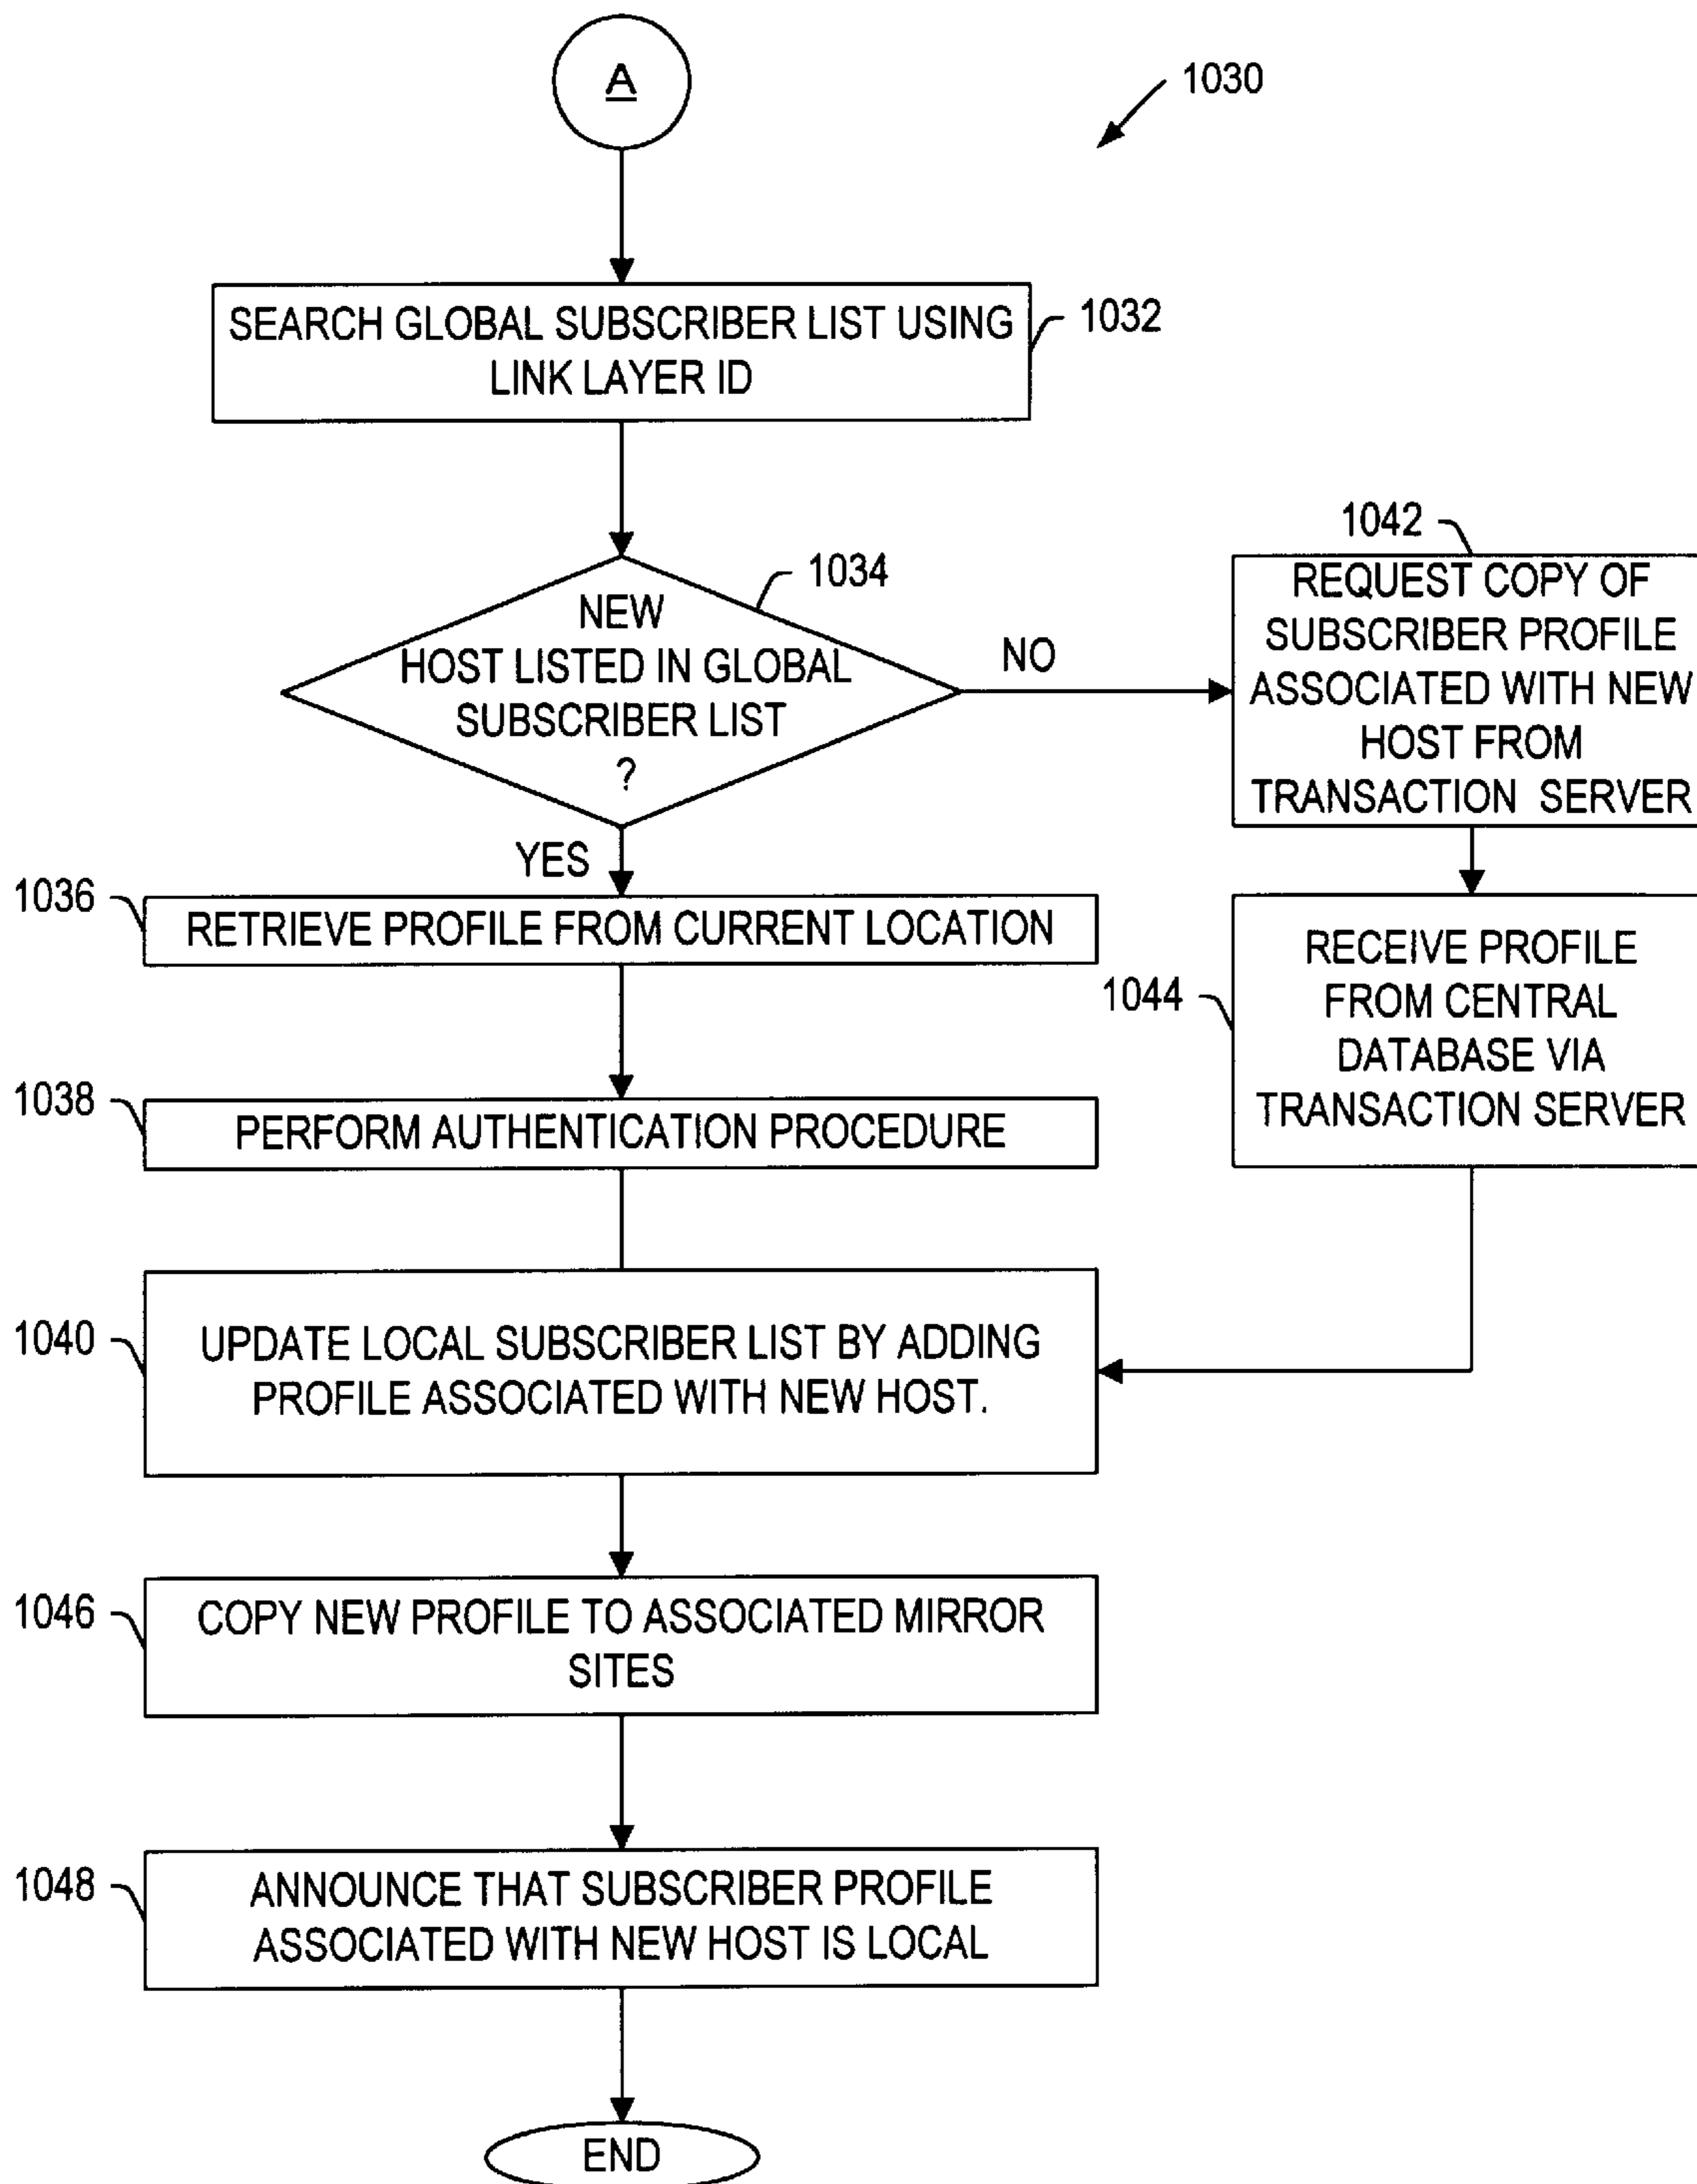 A
1030
SEARCH GLOBAL SUBSCRIBER LIST USING
LINK LAYER ID
1032
NEW
HOST LISTED IN GLOBAL
SUBSCRIBER LIST
?
1034
NO
YES
1042
REQUEST COPY OF
SUBSCRIBER PROFILE
ASSOCIATED WITH NEW
HOST FROM
TRANSACTION SERVER
1036
RETRIEVE PROFILE FROM CURRENT LOCATION
1044
RECEIVE PROFILE
FROM CENTRAL
DATABASE VIA
TRANSACTION SERVER
1038
PERFORM AUTHENTICATION PROCEDURE
1040
UPDATE LOCAL SUBSCRIBER LIST BY ADDING
PROFILE ASSOCIATED WITH NEW HOST.
1046
COPY NEW PROFILE TO ASSOCIATED MIRROR
SITES
1048
ANNOUNCE THAT SUBSCRIBER PROFILE
ASSOCIATED WITH NEW HOST IS LOCAL
END